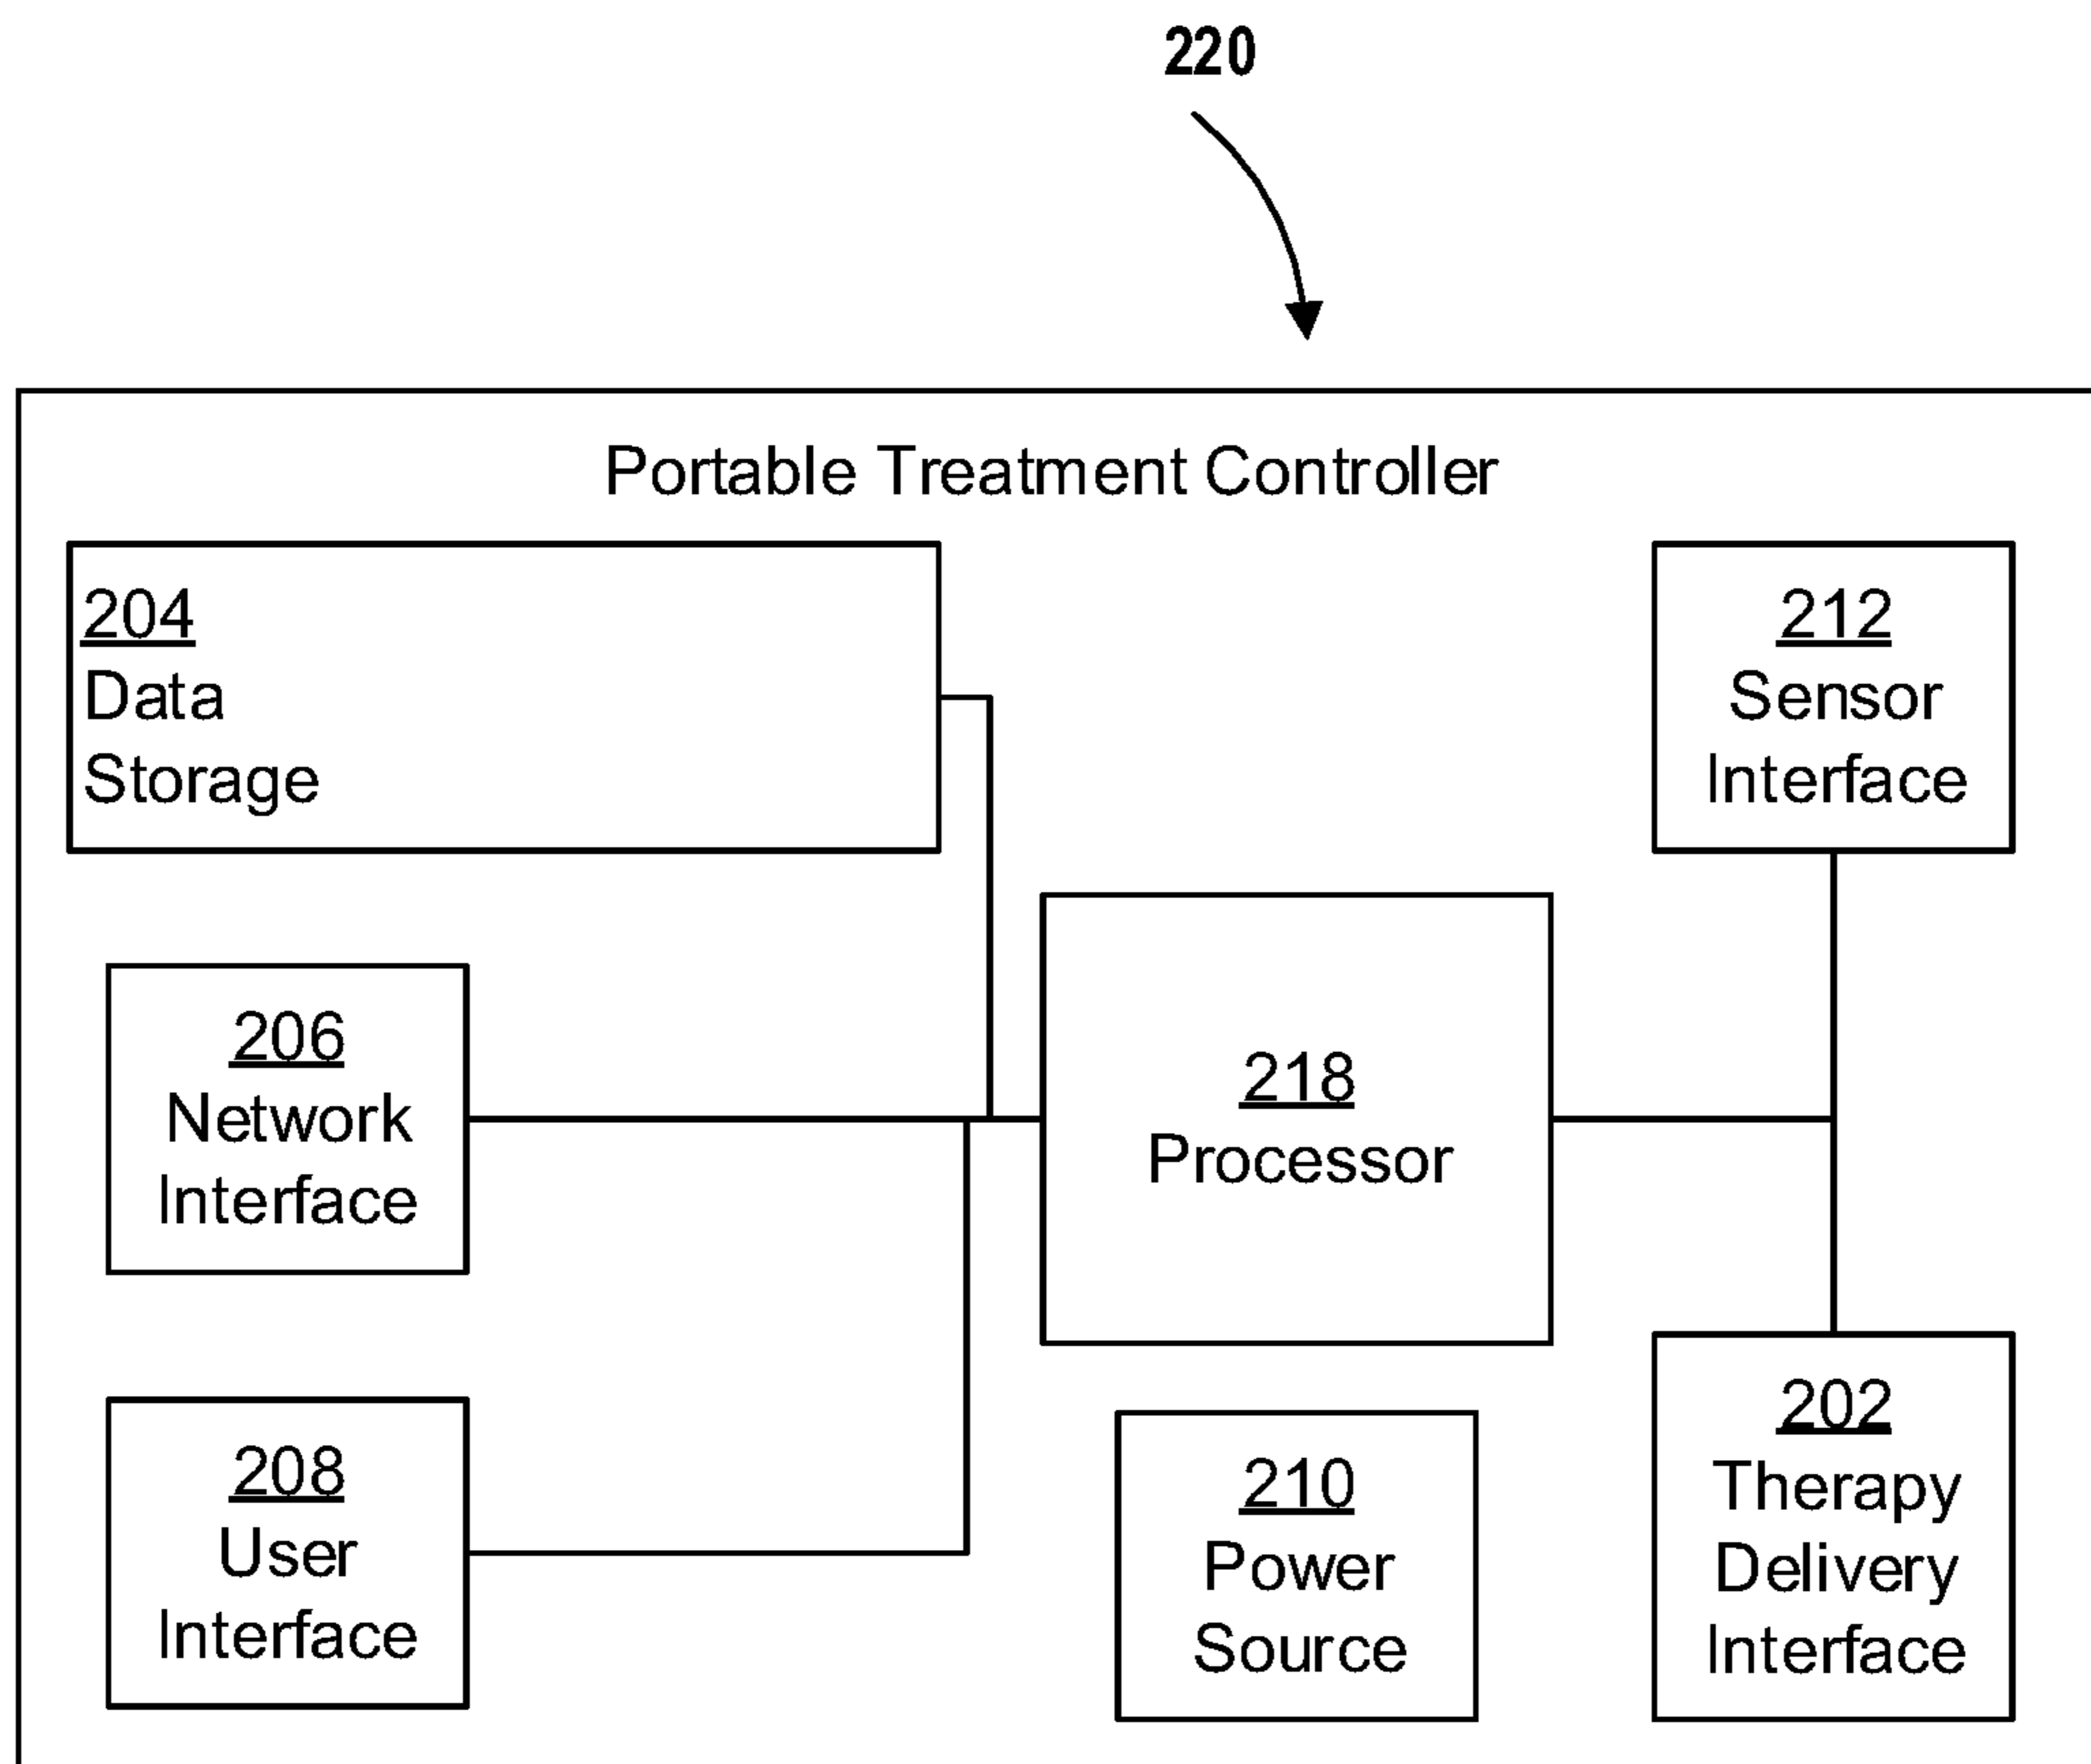 220
Portable Treatment Controller
204
Data
Storage
212
Sensor
Interface
206
Network
Interface
218
Processor
208
User
Interface
210
Power
Source
202
Therapy
Delivery
Interface